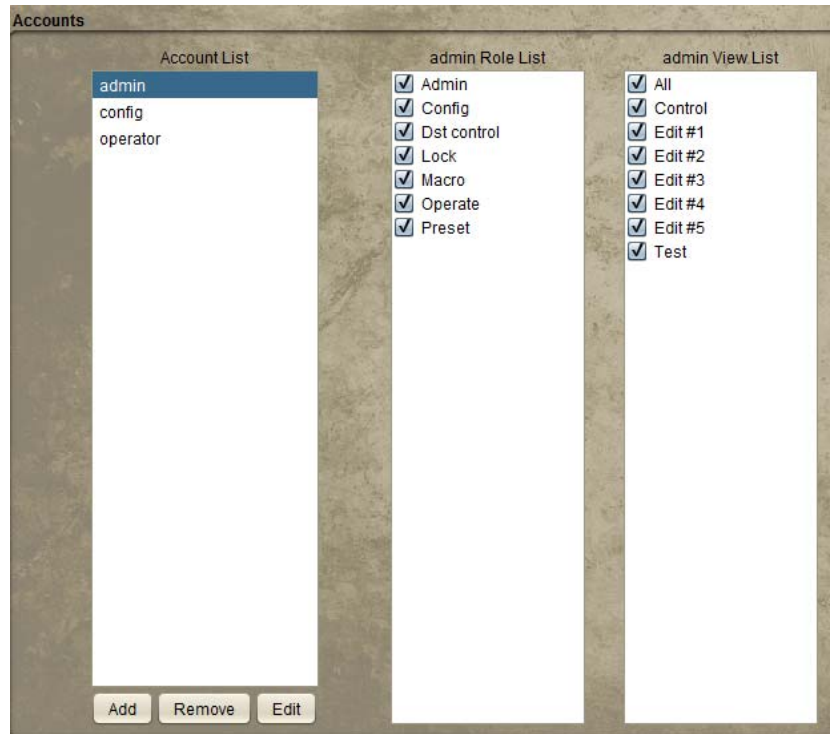 Accounts
Account List
admin
config
operator
Add
Remove
Edit
admin Role List
Admin
Config
Dst control
Lock
Macro
Operate
Preset
admin View List
All
Control
Edit #1
Edit #2
Edit #3
Edit #4
Edit #5
Test